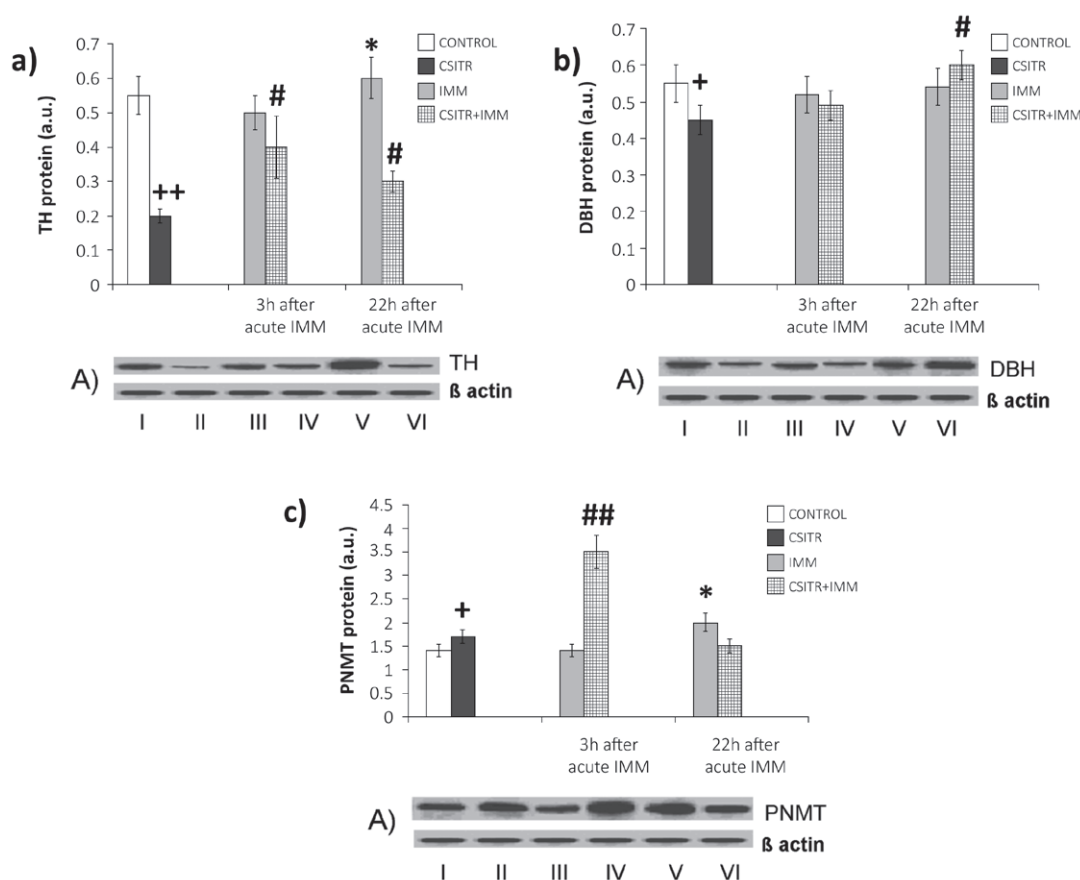 a)
TH protein (a.u.)
0.7
0.6
0.5
0.4
0.3
0.2
0.1
0
++
#
*
#
CONTROL
CSITR
IMM
CSITR+IMM
3h after
acute IMM
22h after
acute IMM
A)
TH
ß actin
I II III IV V VI
b)
DBH protein (a.u.)
0.7
0.6
0.5
0.4
0.3
0.2
0.1
0
+
#
CONTROL
CSITR
IMM
CSITR+IMM
3h after
acute IMM
22h after
acute IMM
A)
DBH
ß actin
I II III IV V VI
c)
PNMT protein (a.u.)
4.5
4
3.5
3
2.5
2
1.5
1
0.5
0
+
##
*
CONTROL
CSITR
IMM
CSITR+IMM
3h after
acute IMM
22h after
acute IMM
A)
PNMT
ß actin
I II III IV V VI